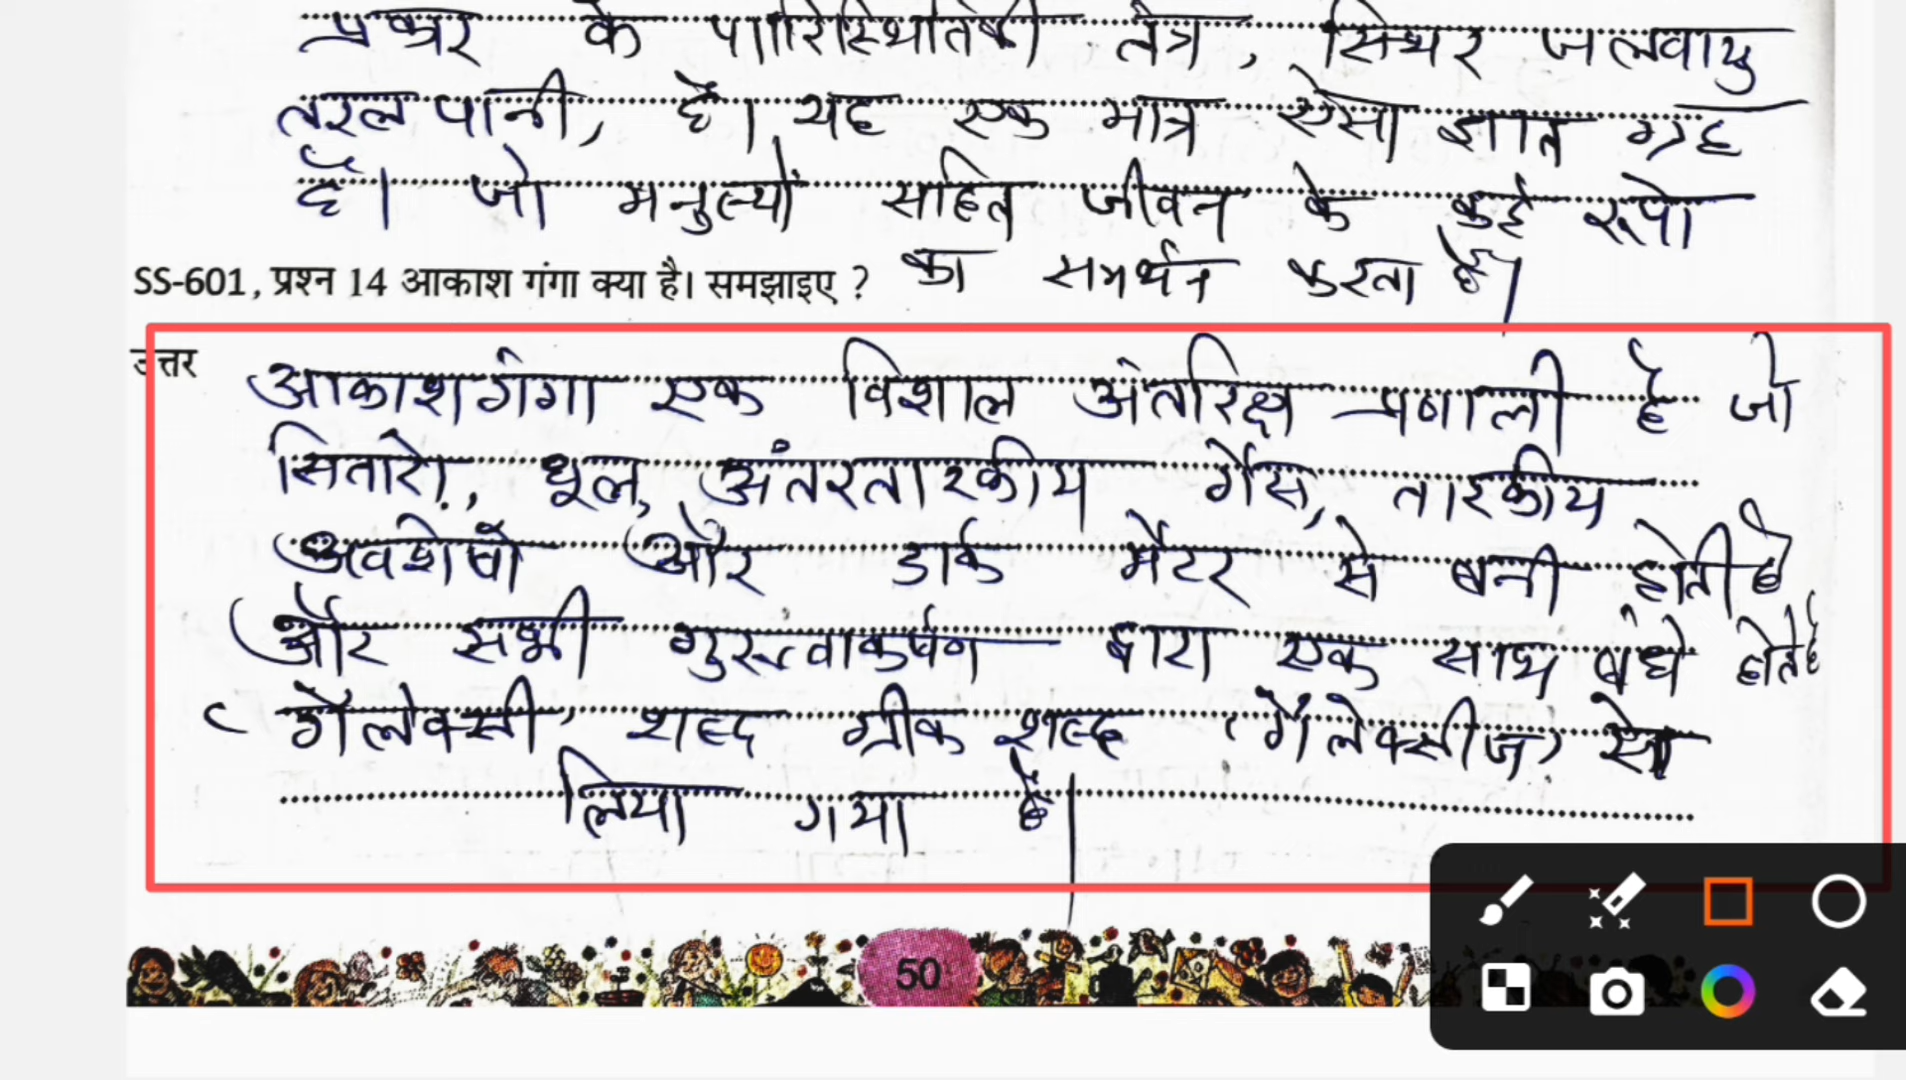 प्रकार के पारिस्थितिकी तंत्र, स्थिर जलवायु
तरल पानी, है। यह एक मात्र ऐसा ज्ञात ग्रह
है। जो मनुष्यों सहित जीवन के कई रूपो
का समर्थन करता है।
SS-601, प्रश्न 14 आकाश गंगा क्या है। समझाइए ?
उत्तर
आकाशगंगा एक विशाल अंतरिक्ष प्रणाली है जो
सितारो, धूल, अंतरतारकीय गैस, तारकीय
अवशेषों और डार्क मैटर से बनी होती है
और सभी गुरुत्वाकर्षण द्वारा एक साथ बंधे होते है
गैलेक्सी शब्द ग्रीक शब्द (गैलेक्सीज) से
लिया गया है।
50